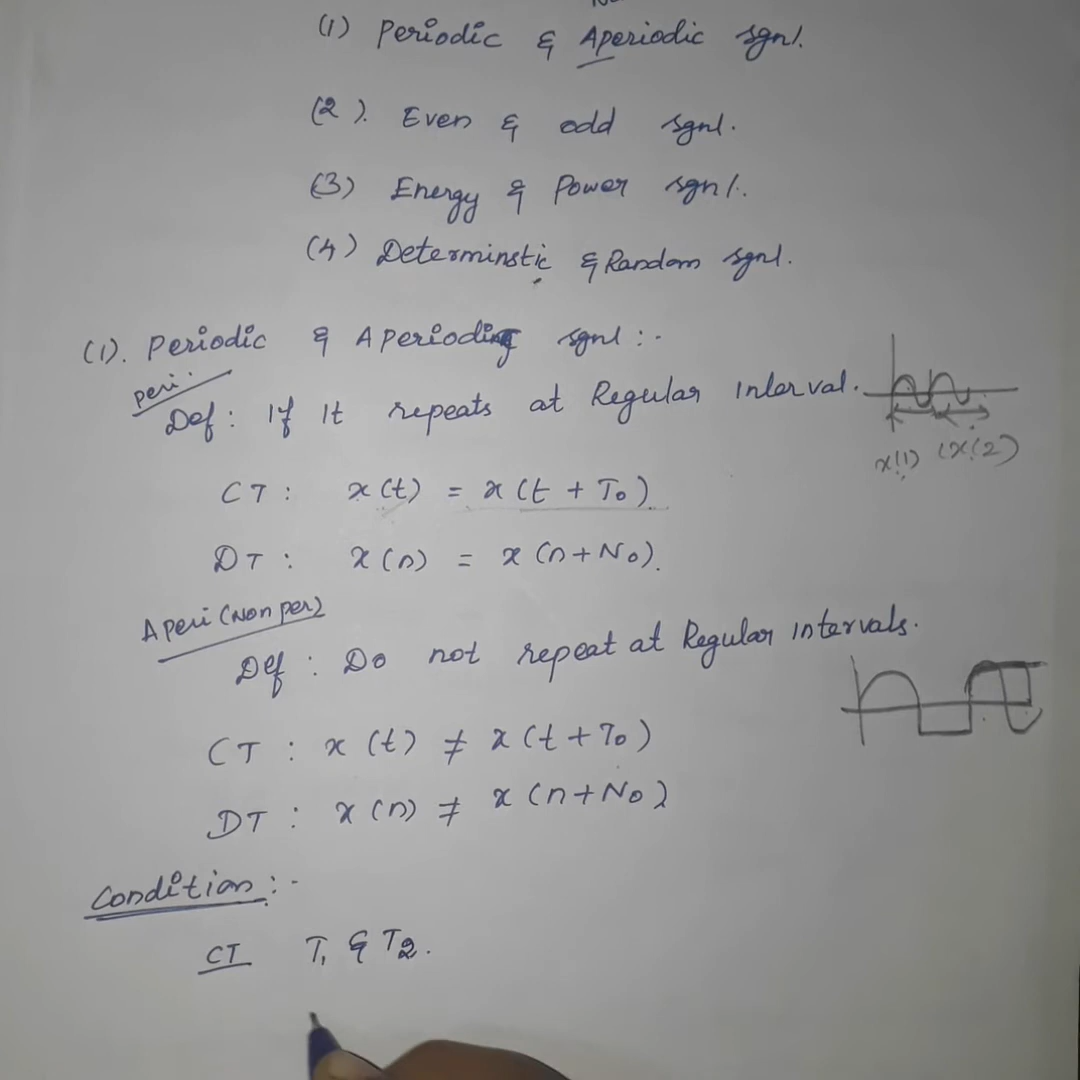 (1) Periodic & Aperiodic sgnl.
(2). Even & odd sgnl.
(3) Energy & Power sgnl.
(4) Determinstic & Random sgnl.
(1). Periodic & Aperiodic sgnl :-
peri.
Def : If It repeats at Regular Interval.
x(1) (x(2)
CT : x(t) = x(t + T₀)
DT : x(n) = x(n+N₀).
Aperi (Non per)
Def : Do not repeat at Regular intervals.
CT : x(t) ≠ x(t+T₀)
DT : x(n) ≠ x(n+N₀)
Condition :-
CT T₁ & T₂.